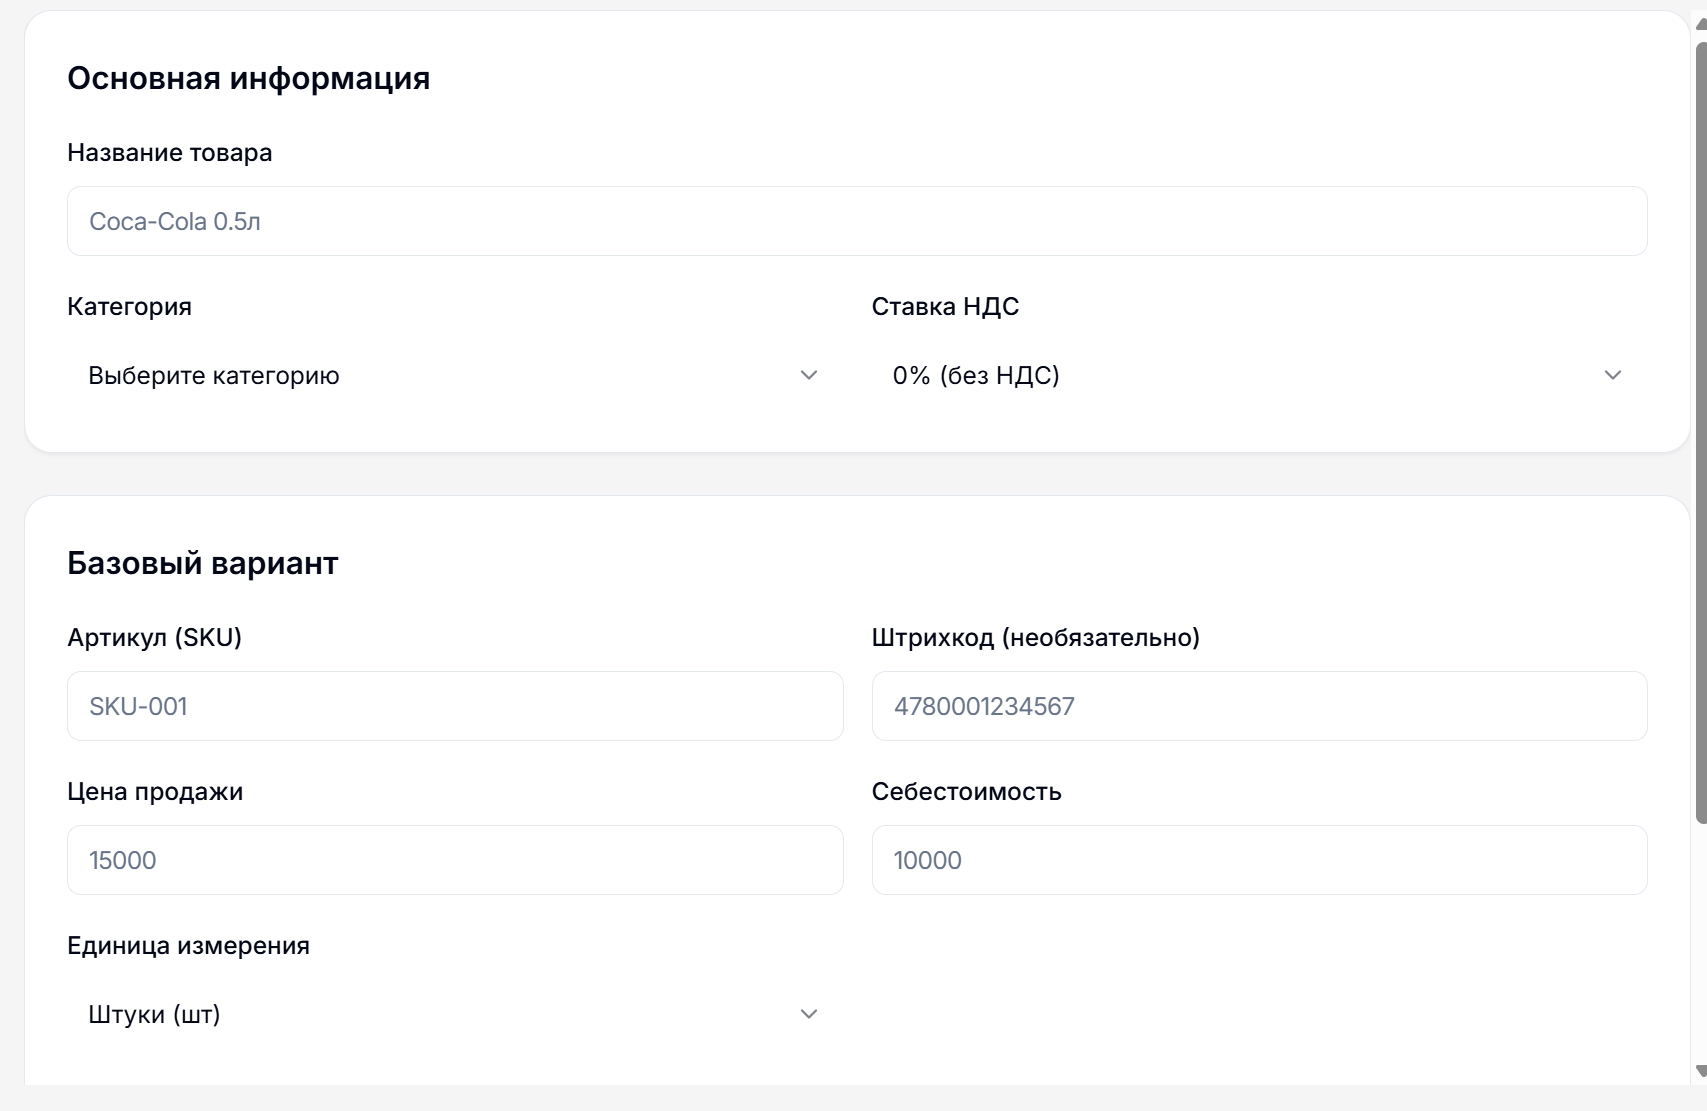 Основная информация
Название товара
Coca-Cola 0.5л
Категория
Ставка НДС
Выберите категорию
0% (без НДС)
Базовый вариант
Артикул (SKU)
Штрихкод (необязательно)
SKU-001
4780001234567
Цена продажи
Себестоимость
15000
10000
Единица измерения
Штуки (шт)